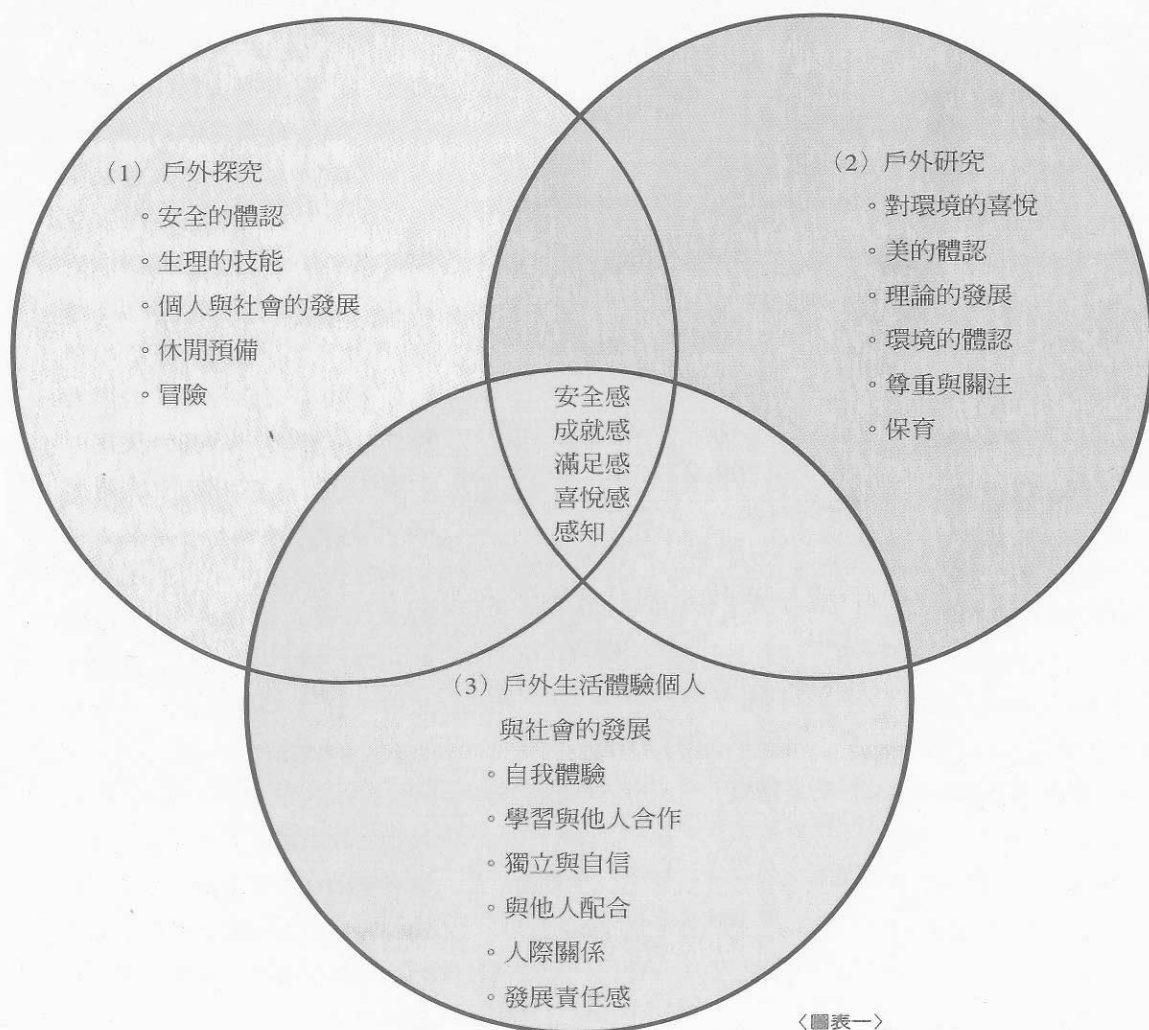 （1） 戶外探究
。安全的體認
。生理的技能
。個人與社會的發展
。休閒預備
。冒險
（2）戶外研究
。對環境的喜悅
。美的體認
。理論的發展
。環境的體認
。尊重與關注
。保育
安全感
成就感
滿足感
喜悅感
感知
（3）戶外生活體驗個人
與社會的發展
。自我體驗
。學習與他人合作
。獨立與自信
。與他人配合
。人際關係
。發展責任感
〈圖表一〉